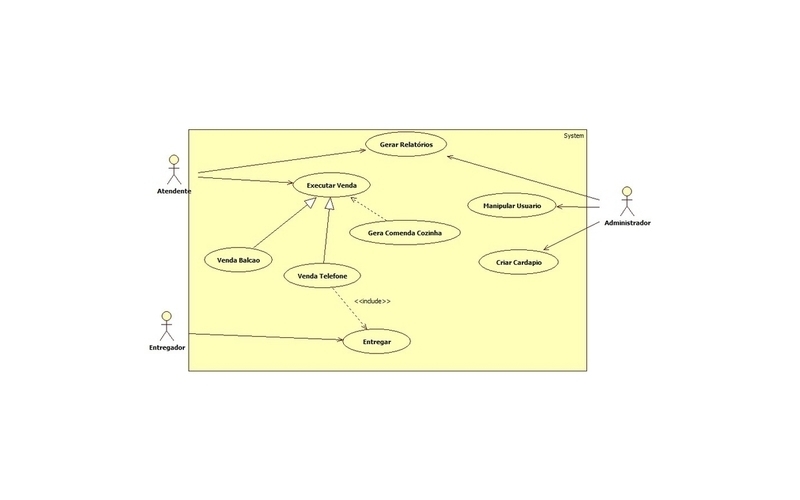 System
Gerar Relatórios
Atendente
Executar Venda
Manipular Usuario
Administrador
Gera Comenda Cozinha
Venda Balcao
Criar Cardapio
Venda Telefone
<<include>>
Entregador
Entregar